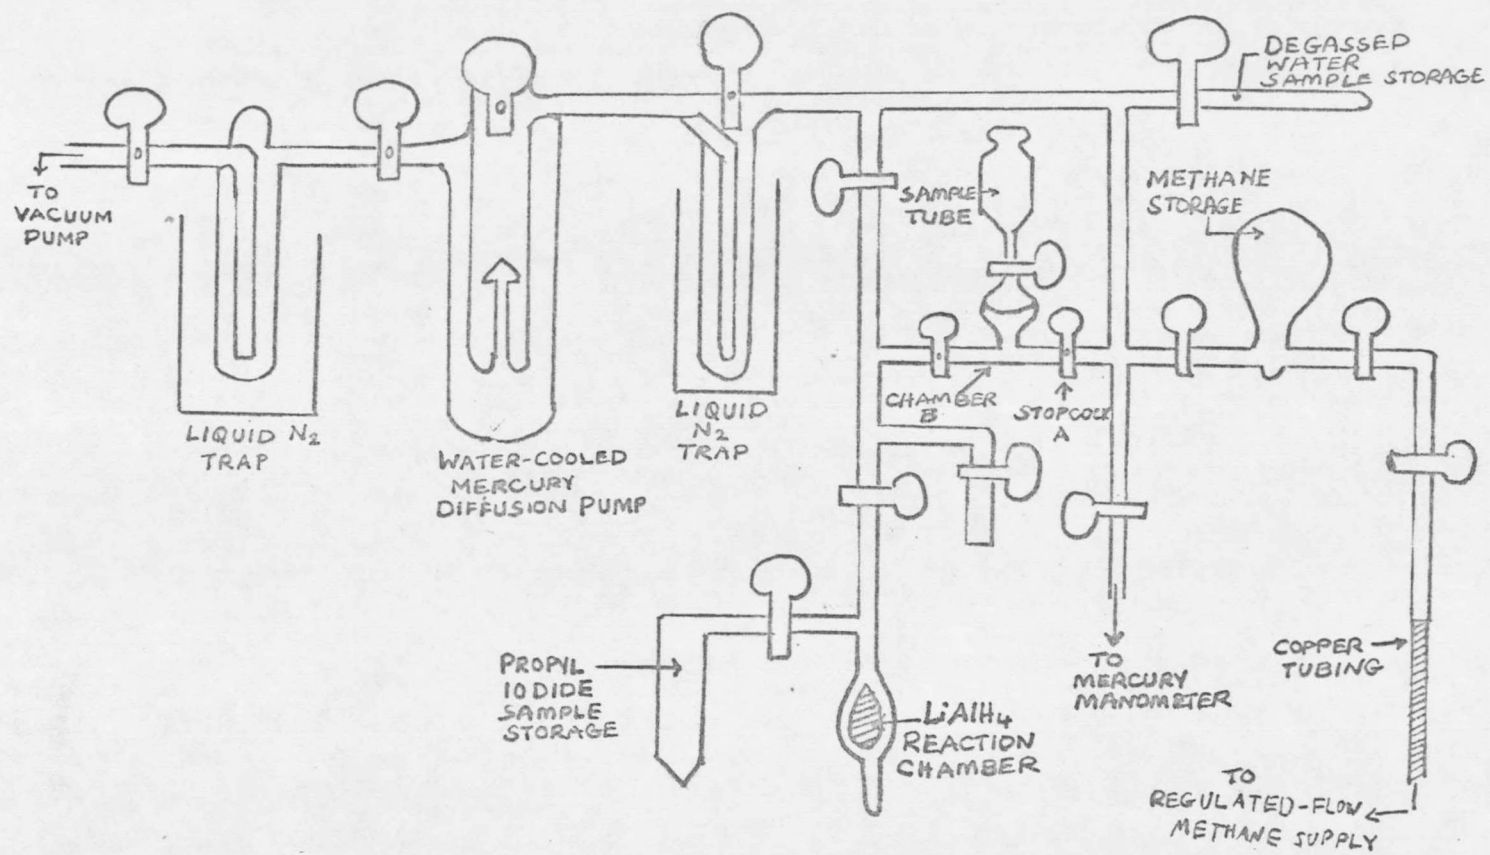 TO
VACUUM
PUMP
LIQUID N2
TRAP
WATER-COOLED
MERCURY
DIFFUSION PUMP
LIQUID
N2
TRAP
DEGASSED
WATER
SAMPLE STORAGE
SAMPLE
TUBE
METHANE
STORAGE
CHAMBER
B
STOPCOCK
A
PROPYL
IODIDE
SAMPLE
STORAGE
LiAlH4
REACTION
CHAMBER
TO
MERCURY
MANOMETER
COPPER
TUBING
TO
REGULATED-FLOW
METHANE SUPPLY